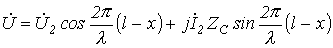 U̇ = U̇₂ cos 2π/λ (l − x) + jİ₂ Z_C sin 2π/λ (l − x)